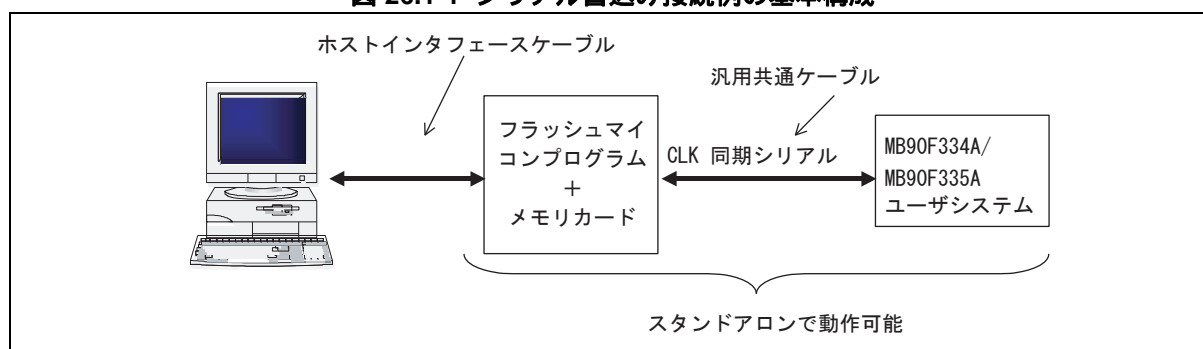 ホストインタフェースケーブル
汎用共通ケーブル
フラッシュマイ
コンプログラム
＋
メモリカード
CLK 同期シリアル
MB90F334A/
MB90F335A
ユーザシステム
スタンドアロンで動作可能